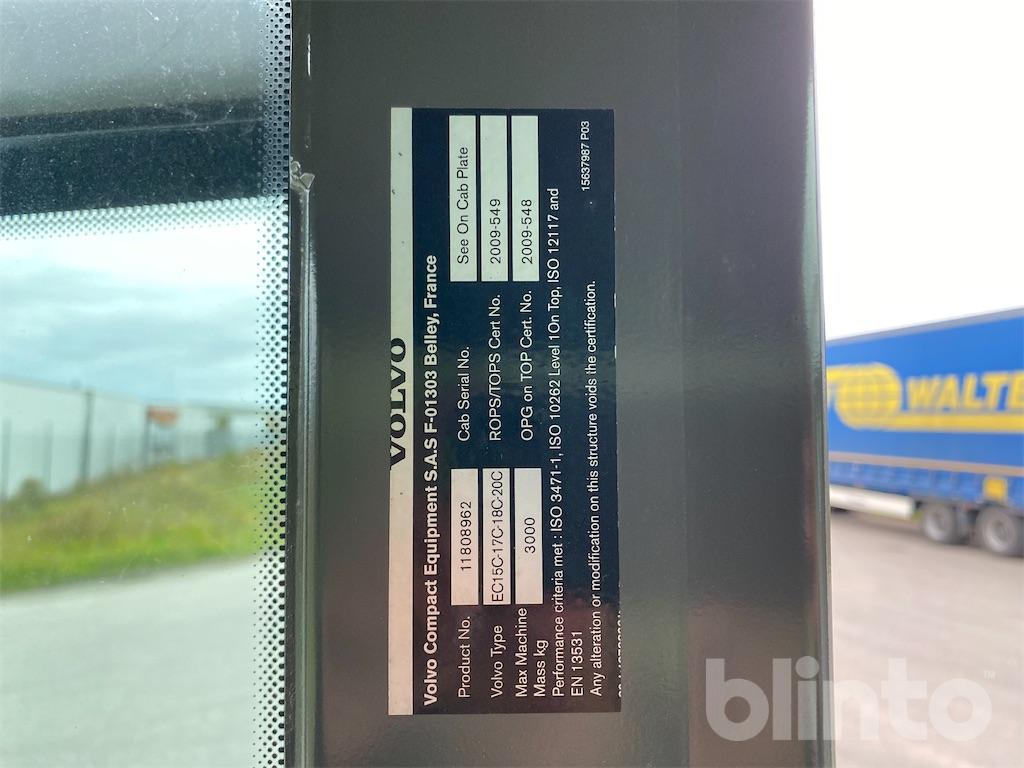 VOLVO
Volvo Compact Equipment S.A.S F-01303 Belley, France
Product No. 11808962 Cab Serial No. See On Cab Plate
Volvo Type EC15C-17C-18C-20C ROPS/TOPS Cert No. 2009-549
Max Machine Mass kg 3000 OPG on TOP Cert. No. 2009-548
Performance criteria met : ISO 3471-1, ISO 10262 Level 1On Top, ISO 12117 and
EN 13531
Any alteration or modification on this structure voids the certification.
15637987 P03
WALTE
blinto